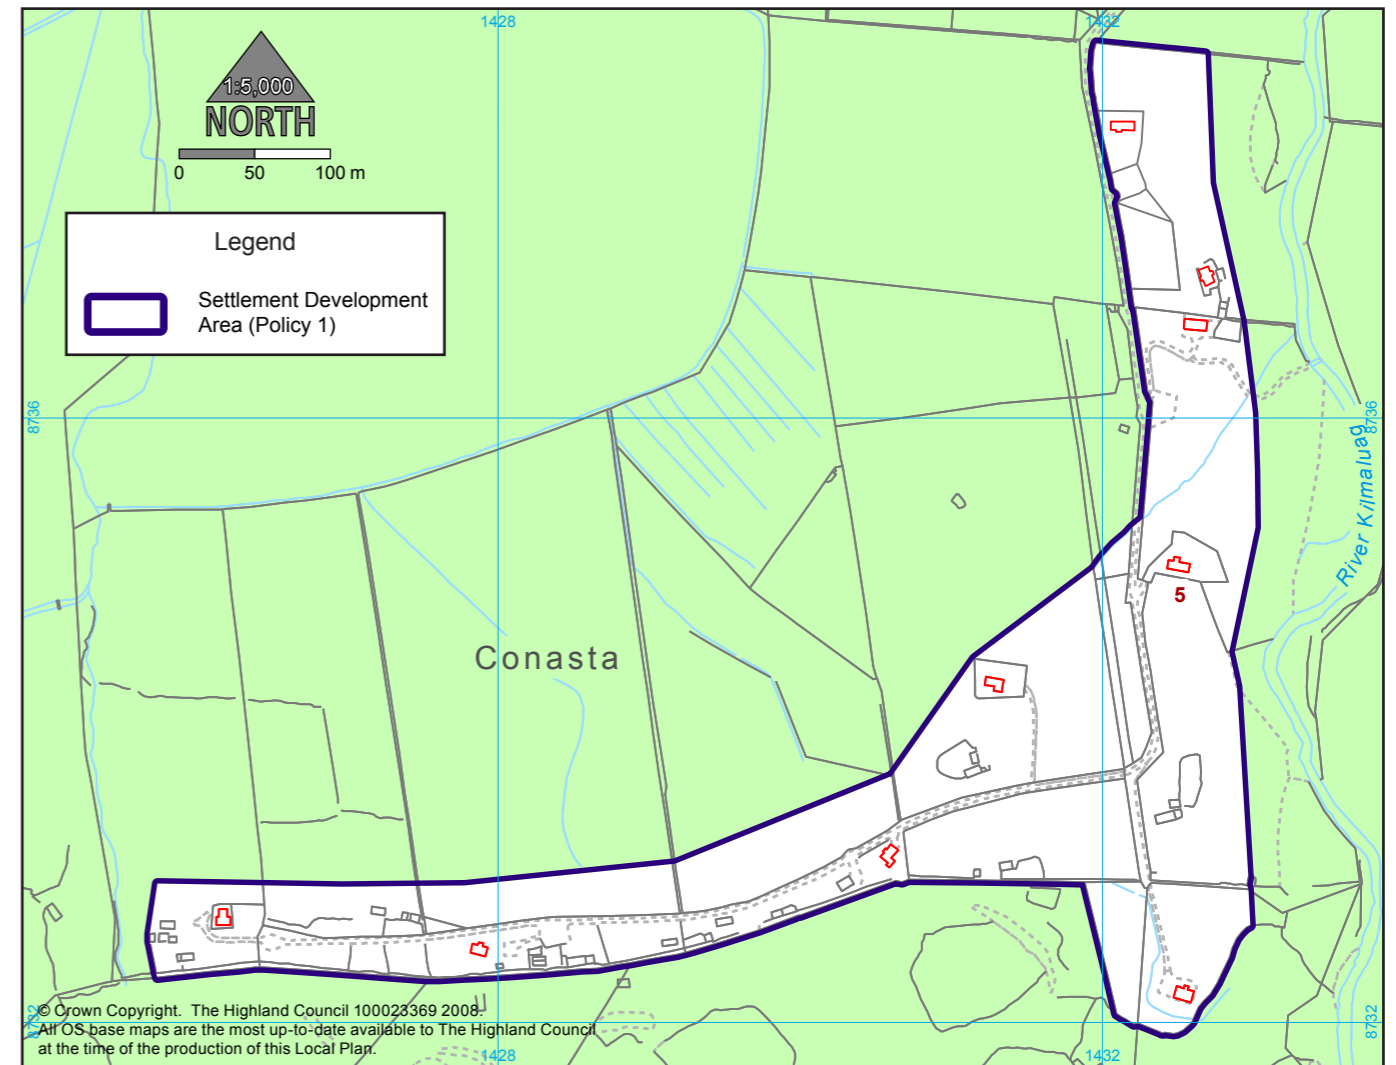 1428
1432
1:5,000
NORTH
0 50 100 m
Legend
Settlement Development
Area (Policy 1)
8736
8736
River Kilmaluag
5
Conasta
8732
8732
© Crown Copyright. The Highland Council 100023369 2008.
All OS base maps are the most up-to-date available to The Highland Council
at the time of the production of this Local Plan.
1428
1432